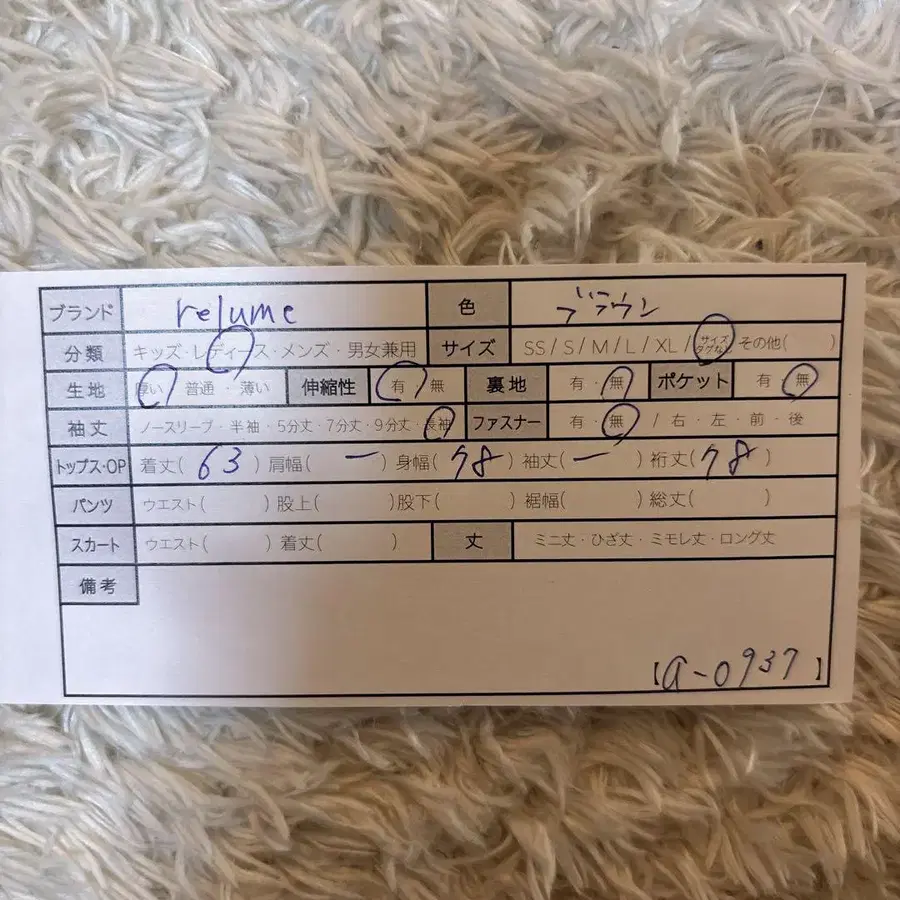 ブランド relume 色 ブラウン
分類 キッズ・レディース・メンズ・男女兼用 サイズ SS / S / M / L / XL / サイズタグなし その他( )
生地 厚い・普通・薄い 伸縮性 有・無 裏地 有・無 ポケット 有・無
袖丈 ノースリーブ・半袖・5分丈・7分丈・9分丈・長袖 ファスナー 有・無 / 右・左・前・後
トップス・OP 着丈( 63 ) 肩幅( ー ) 身幅( 78 ) 袖丈( ー ) 裄丈( 78 )
パンツ ウエスト( ) 股上( ) 股下( ) 裾幅( ) 総丈( )
スカート ウエスト( ) 着丈( ) 丈 ミニ丈・ひざ丈・ミモレ丈・ロング丈
備考
【a-0937】